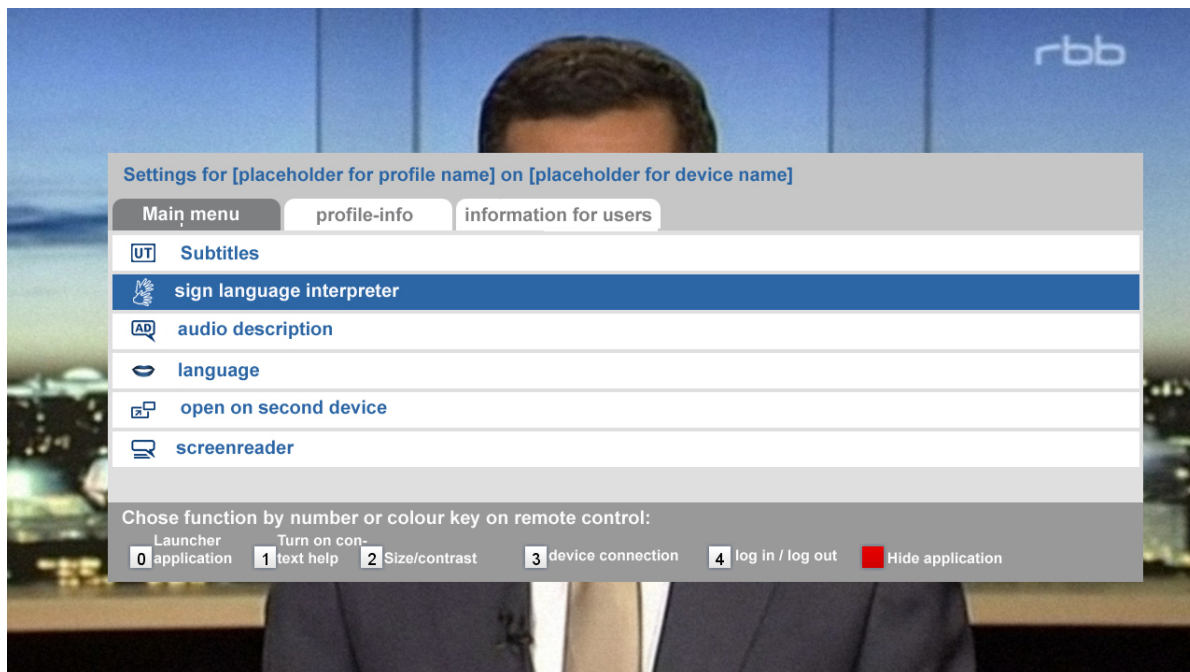 rbb
Settings for [placeholder for profile name] on [placeholder for device name]
Main menu
profile-info
information for users
UT Subtitles
sign language interpreter
AD audio description
language
open on second device
screenreader
Chose function by number or colour key on remote control:
0 Launcher
application
1 Turn on con-
text help
2 Size/contrast
3 device connection
4 log in / log out
Hide application